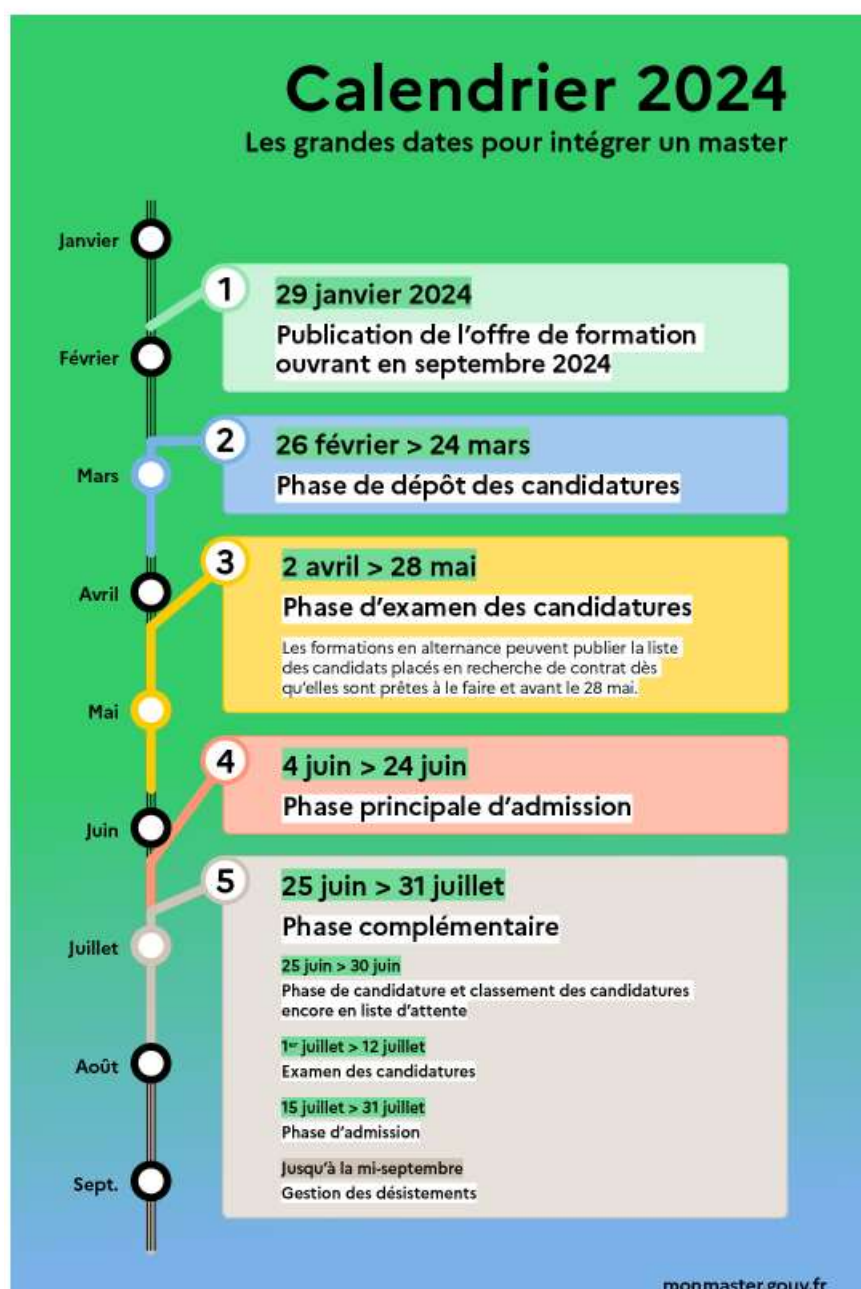 Calendrier 2024
Les grandes dates pour intégrer un master
Janvier
1
29 janvier 2024
Publication de l'offre de formation
ouvrant en septembre 2024
Février
2
26 février > 24 mars
Phase de dépôt des candidatures
Mars
3
2 avril > 28 mai
Phase d'examen des candidatures
Les formations en alternance peuvent publier la liste
des candidats placés en recherche de contrat dès
qu'elles sont prêtes à le faire et avant le 28 mai.
Avril
Mai
4
4 juin > 24 juin
Phase principale d'admission
Juin
5
25 juin > 31 juillet
Phase complémentaire
25 juin > 30 juin
Phase de candidature et classement des candidatures
encore en liste d'attente
1er juillet > 12 juillet
Examen des candidatures
15 juillet > 31 juillet
Phase d'admission
Jusqu'à la mi-septembre
Gestion des désistements
Juillet
Août
Sept.
monmaster.gouv.fr